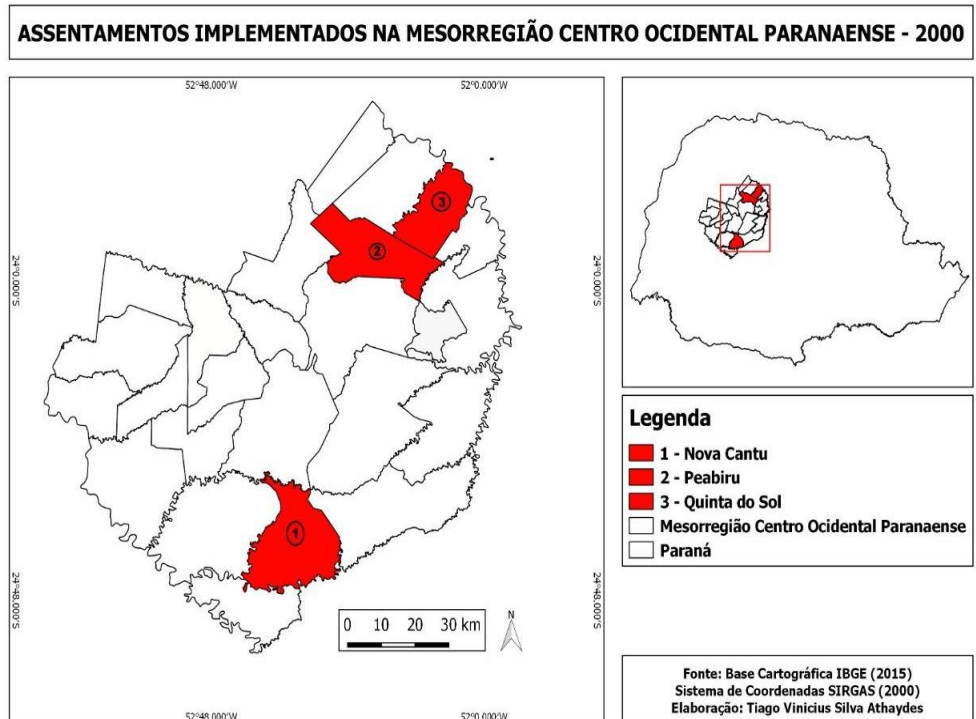 ASSENTAMENTOS IMPLEMENTADOS NA MESORREGIÃO CENTRO OCIDENTAL PARANAENSE - 2000
52°48.000'W
52°0.000'W
24°0.000'S
24°0.000'S
3
2
1
24°48.000'S
24°48.000'S
0 10 20 30 km
N
52°48.000'W
52°0.000'W
Legenda
1 - Nova Cantu
2 - Peabiru
3 - Quinta do Sol
Mesorregião Centro Ocidental Paranaense
Paraná
Fonte: Base Cartográfica IBGE (2015)
Sistema de Coordenadas SIRGAS (2000)
Elaboração: Tiago Vinicius Silva Athaydes